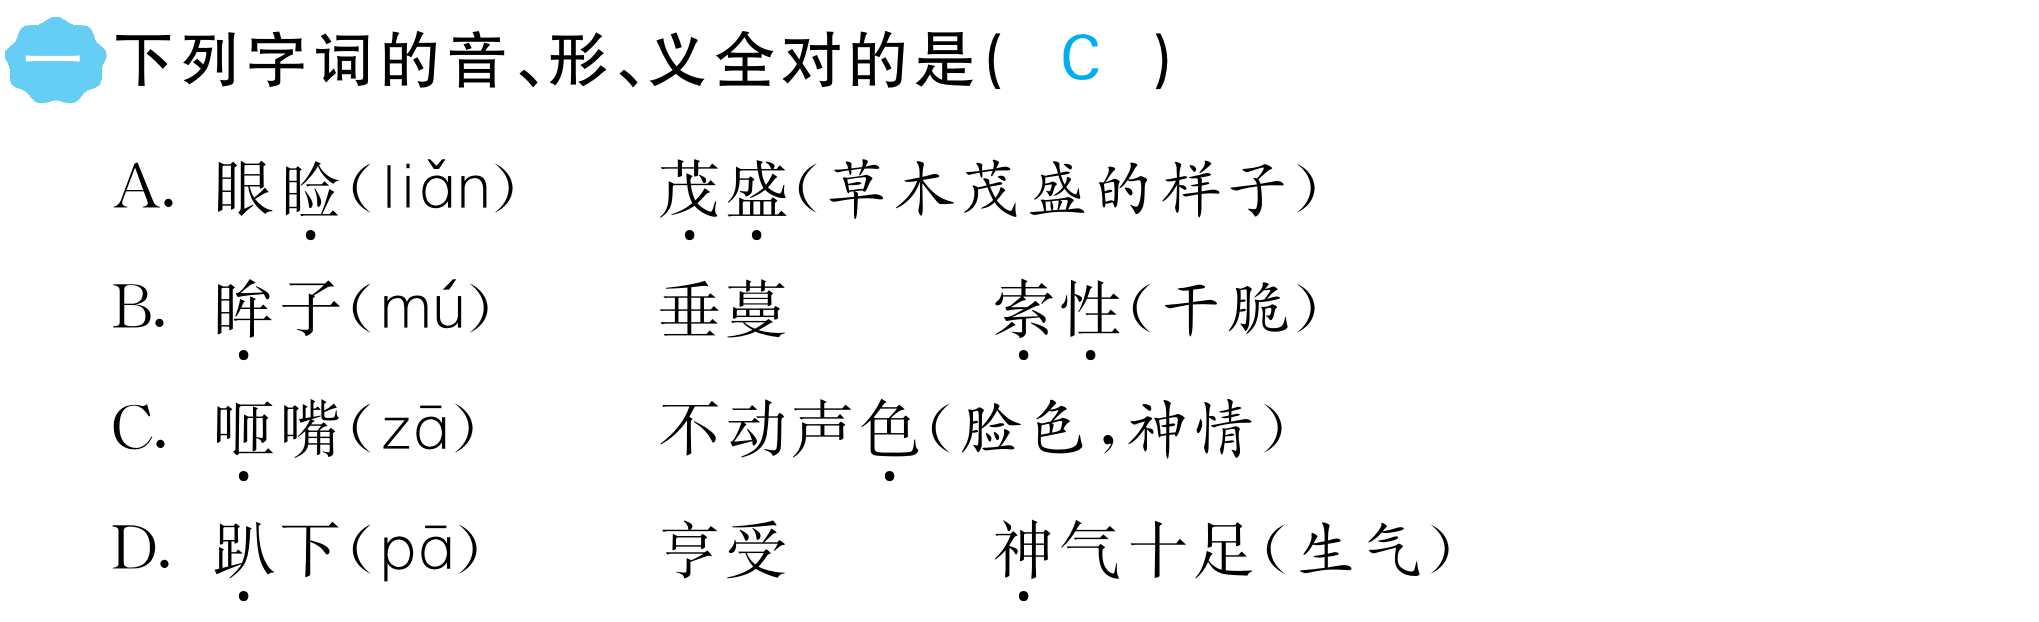 一 下列字词的音、形、义全对的是( C )
A. 眼睑(liǎn) 茂盛(草木茂盛的样子)
B. 眸子(mú) 垂蔓 索性(干脆)
C. 咂嘴(zā) 不动声色(脸色,神情)
D. 趴下(pā) 亨受 神气十足(生气)